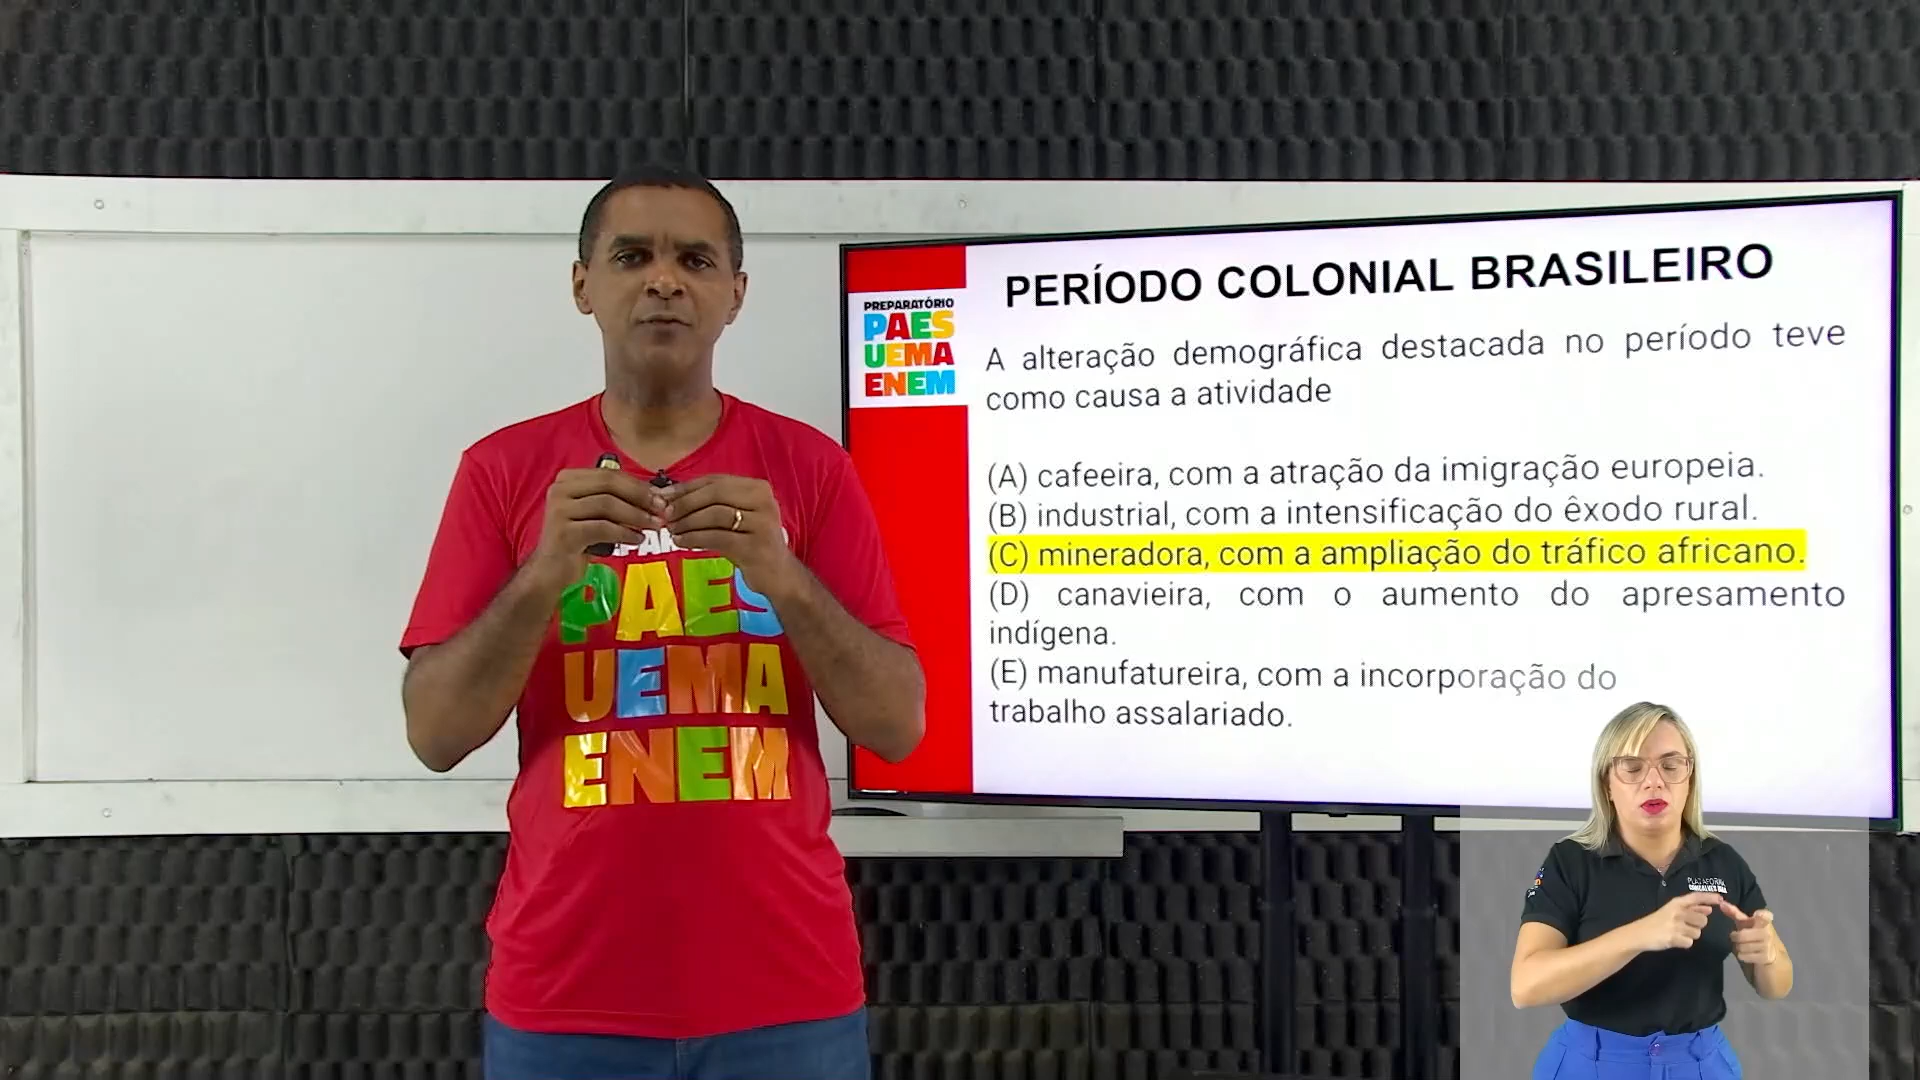 PERÍODO COLONIAL BRASILEIRO
PREPARATÓRIO
PAES
UEMA
ENEM
A alteração demográfica destacada no período teve
como causa a atividade
(A) cafeeira, com a atração da imigração europeia.
(B) industrial, com a intensificação do êxodo rural.
(C) mineradora, com a ampliação do tráfico africano.
(D) canavieira, com o aumento do apresamento
indígena.
(E) manufatureira, com a incorporação do
trabalho assalariado.
PAES
UEMA
ENEM